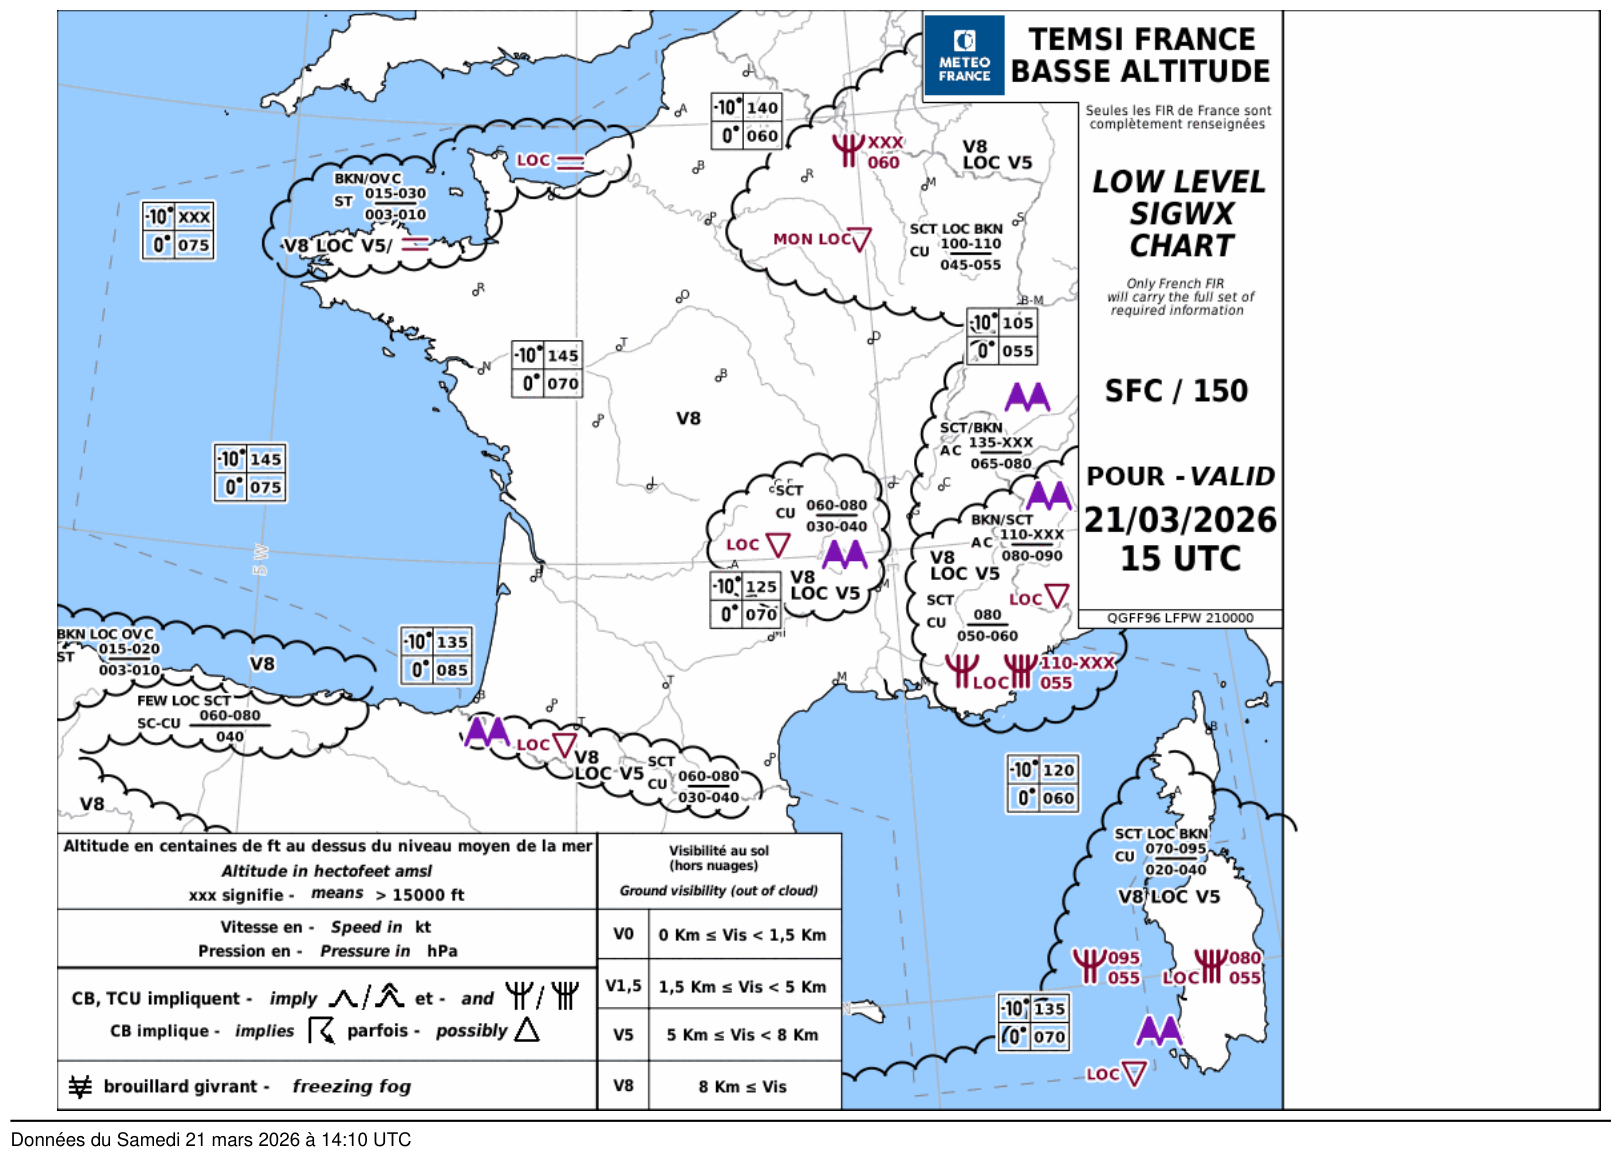 METEO
FRANCE
TEMSI FRANCE
BASSE ALTITUDE
Seules les FIR de France sont
complètement renseignées
LOW LEVEL
SIGWX
CHART
Only French FIR
will carry the full set of
required information
SFC / 150
POUR - VALID
21/03/2026
15 UTC
QGFF96 LFPW 210000
-10° 140
0° 060
XXX
060
V8
LOC V5
LOC
BKN/OVC
ST 015-030
003-010
V8 LOC V5/
-10° XXX
0° 075
MON LOC
SCT LOC BKN
CU 100-110
045-055
-10° 105
0° 055
-10° 145
0° 070
V8
SCT/BKN
AC 135-XXX
065-080
-10° 145
0° 075
SCT
CU 060-080
030-040
LOC
V8
LOC V5
BKN/SCT
AC 110-XXX
080-090
V8
LOC V5
LOC
SCT
CU 080
050-060
-10° 125
0° 070
5 W
BKN LOC OVC
ST 015-020
003-010
V8
-10° 135
0° 085
LOC 110-XXX
055
FEW LOC SCT
SC-CU 060-080
040
LOC
V8
LOC V5
SCT
CU 060-080
030-040
V8
-10° 120
0° 060
SCT LOC BKN
CU 070-095
020-040
V8 LOC V5
095
055
LOC 080
055
-10° 135
0° 070
LOC
L
A
C
B
R
M
P
S
C
R
O
B-M
D
T
N
B
P
L
L
C
G
A
B
M
Mi
N
T
M
M
B
P
T
P
B
A
Altitude en centaines de ft au dessus du niveau moyen de la mer
Altitude in hectofeet amsl
xxx signifie - means > 15000 ft
Vitesse en - Speed in kt
Pression en - Pressure in hPa
CB, TCU impliquent - imply / et - and /
CB implique - implies parfois - possibly
brouillard givrant - freezing fog
Visibilité au sol
(hors nuages)
Ground visibility (out of cloud)
V0 0 Km ≤ Vis < 1,5 Km
V1,5 1,5 Km ≤ Vis < 5 Km
V5 5 Km ≤ Vis < 8 Km
V8 8 Km ≤ Vis
Données du Samedi 21 mars 2026 à 14:10 UTC